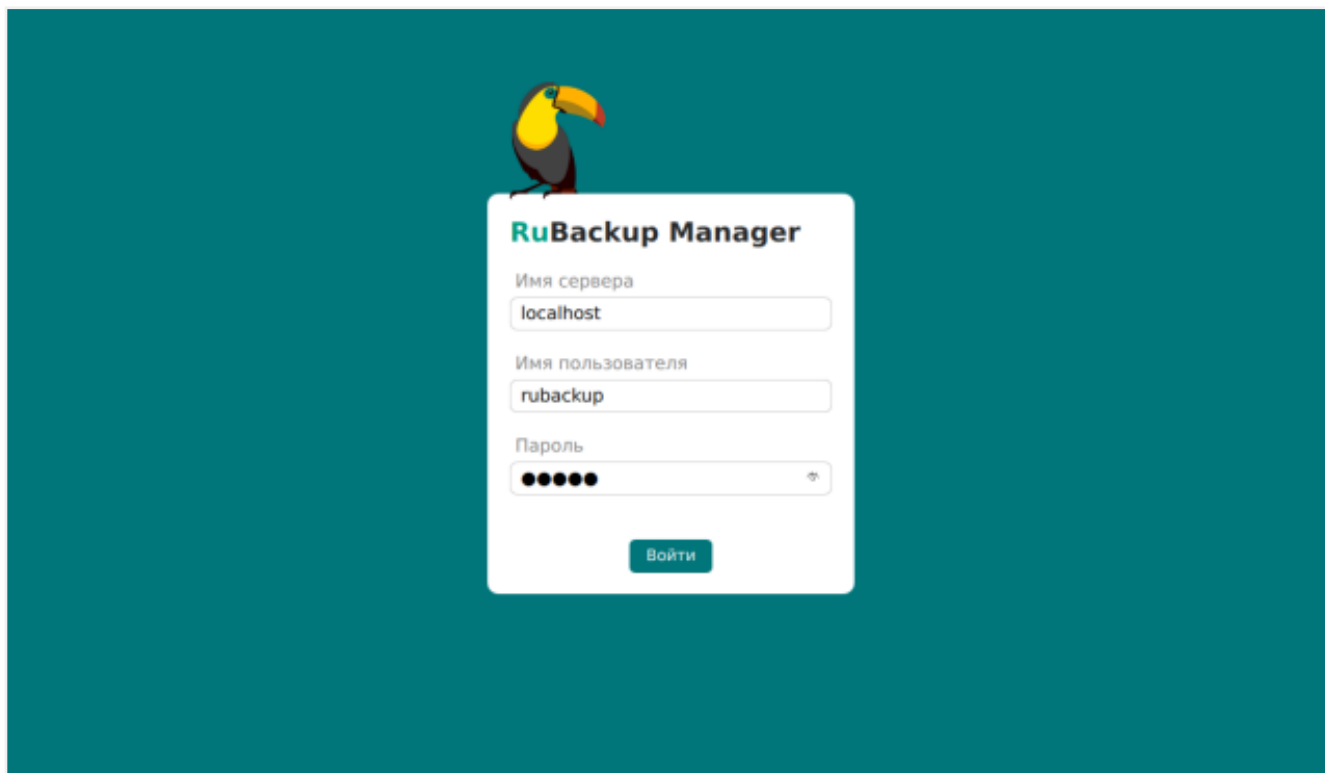 RuBackup Manager
Имя сервера
localhost
Имя пользователя
rubackup
Пароль
●●●●●
Войти